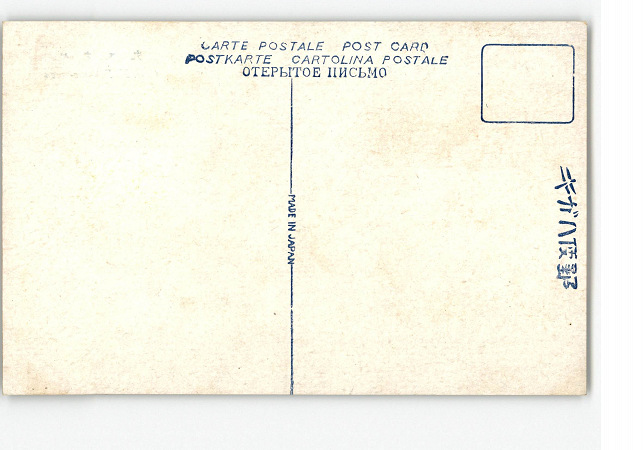 CARTE POSTALE POST CARD
POSTKARTE CARTOLINA POSTALE
ОТЕРЫТОЕ ПИСЬМО
MADE IN JAPAN